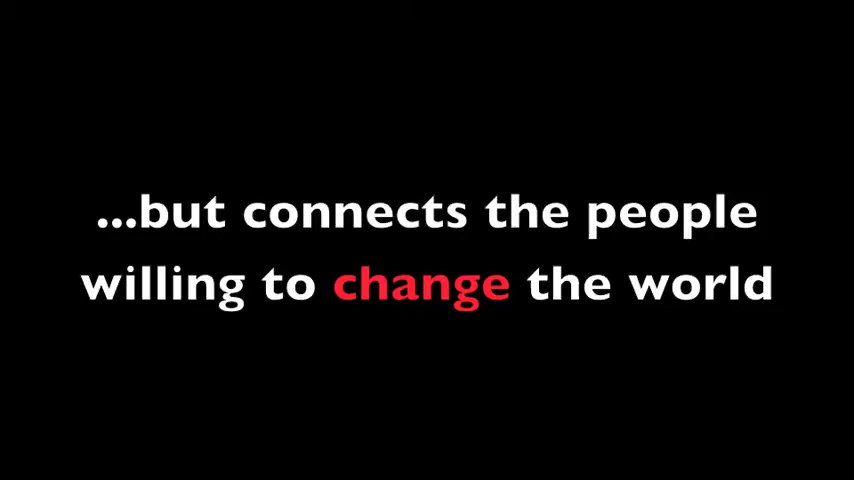 ...but connects the people
willing to change the world